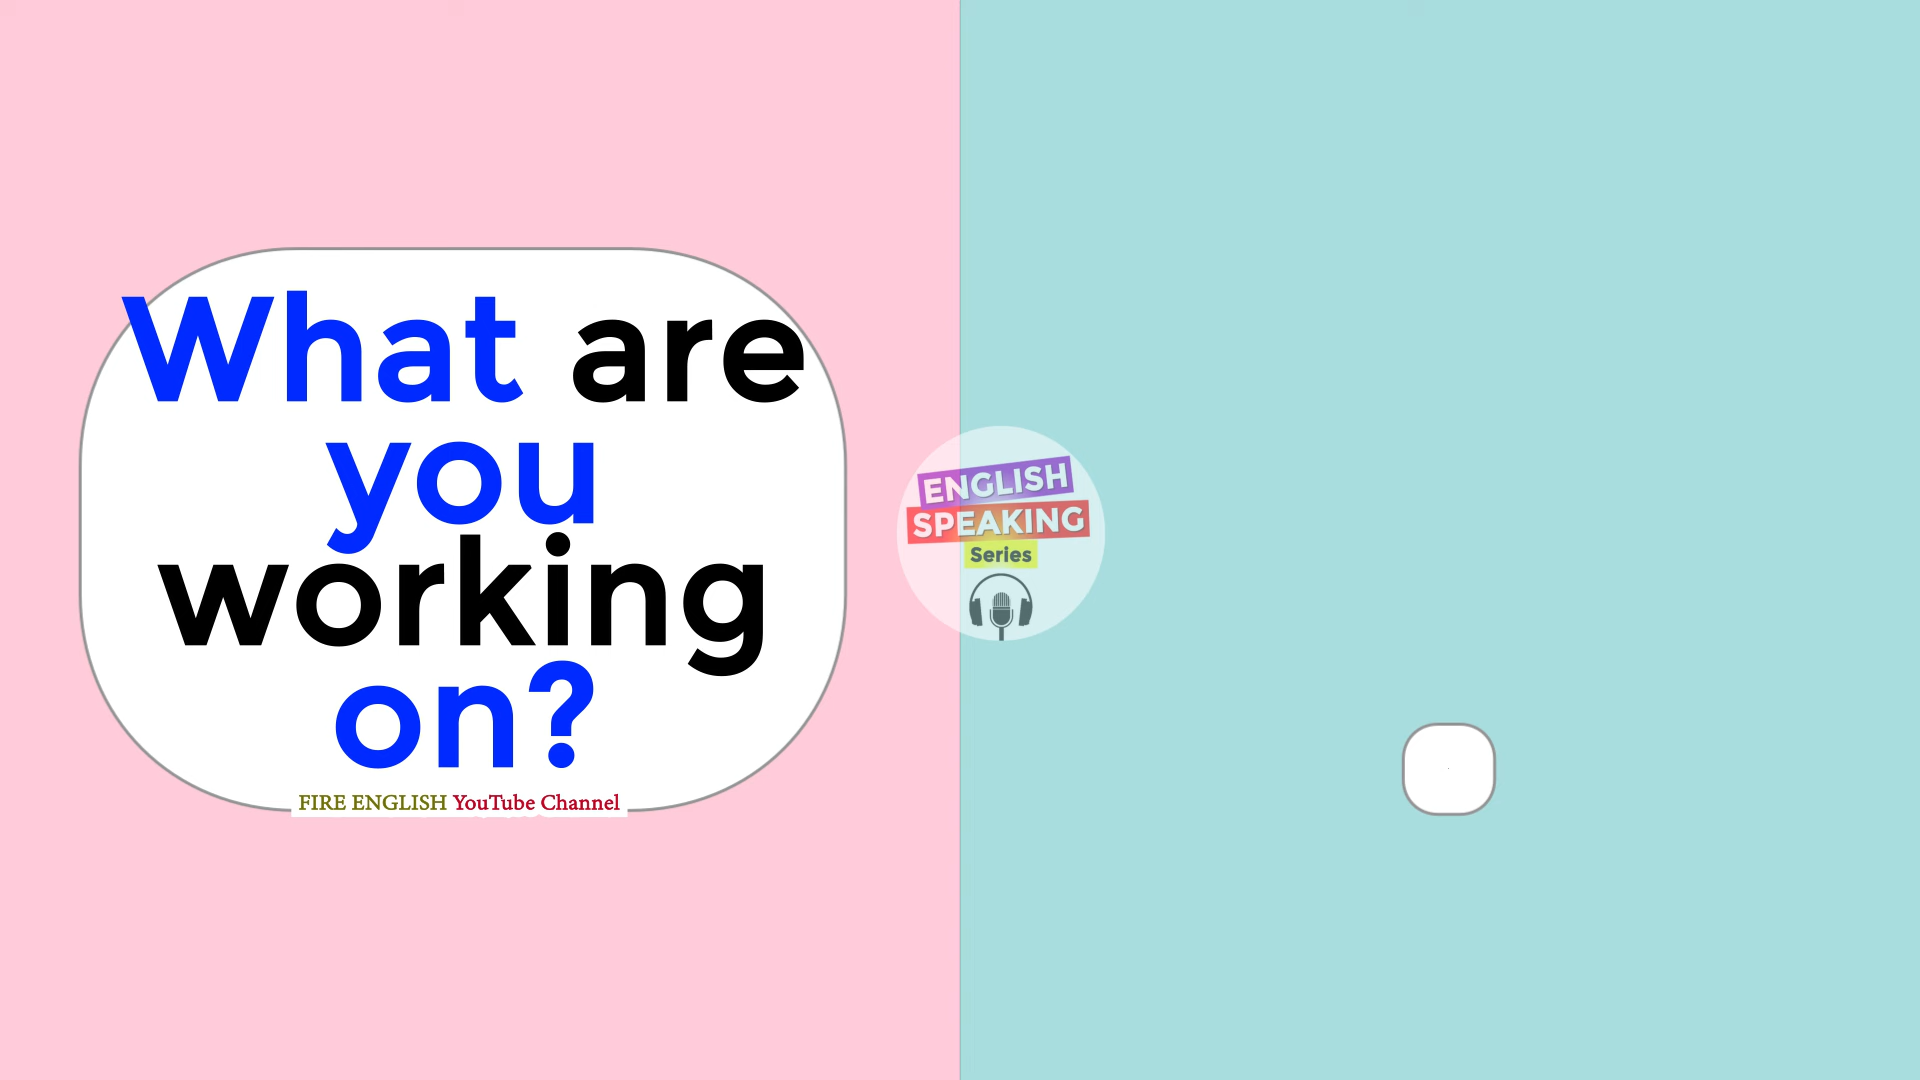 What are
you
working
on?
FIRE ENGLISH YouTube Channel
ENGLISH
SPEAKING
Series